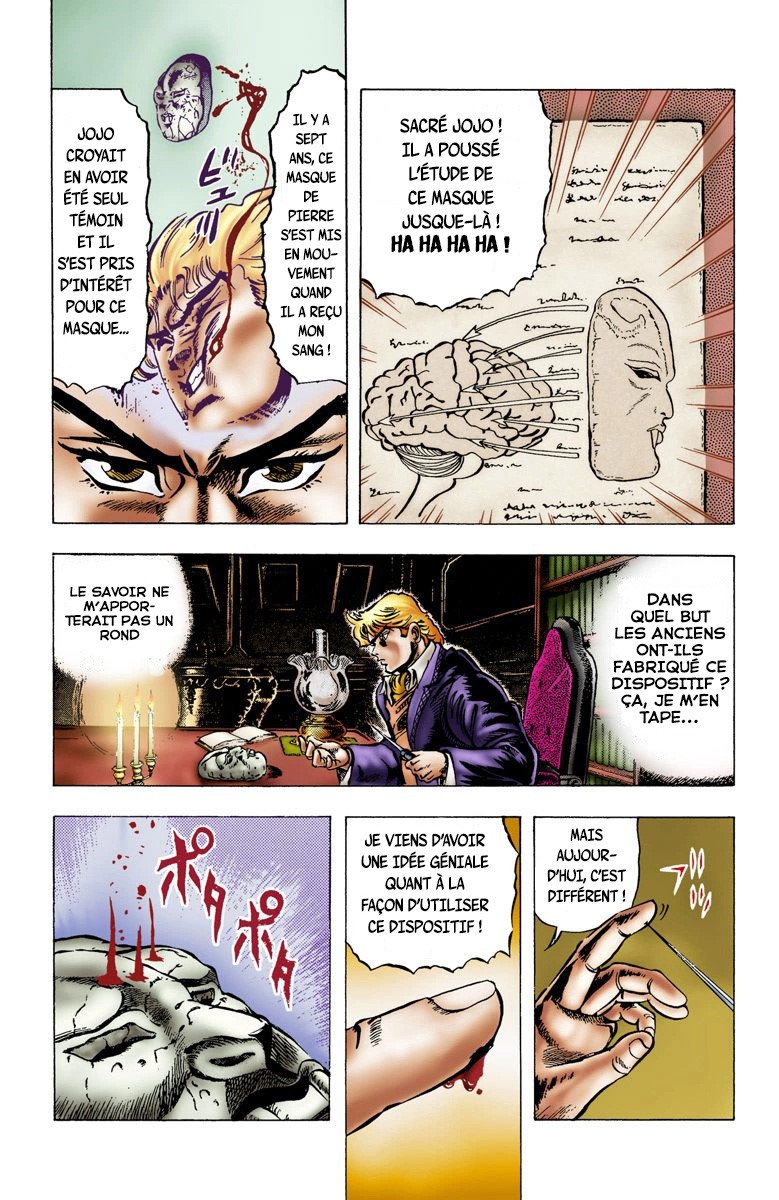 SACRÉ JOJO !
IL A POUSSÉ
L'ÉTUDE DE
CE MASQUE
JUSQUE-LÀ !
HA HA HA HA !
IL Y A
SEPT
ANS, CE
MASQUE
DE
PIERRE
S'EST MIS
EN MOU-
VEMENT
QUAND
IL A REÇU
MON
SANG !
ビュッ
JOJO
CROYAIT
EN AVOIR
ÉTÉ SEUL
TÉMOIN
ET IL
S'EST PRIS
D'INTÉRÊT
POUR CE
MASQUE...
DANS
QUEL BUT
LES ANCIENS
ONT-ILS
FABRIQUÉ CE
DISPOSITIF ?
ÇA, JE M'EN
TAPE...
LE SAVOIR NE
M'APPOR-
TERAIT PAS UN
ROND
MAIS
AUJOUR-
D'HUI, C'EST
DIFFÉRENT !
JE VIENS D'AVOIR
UNE IDÉE GÉNIALE
QUANT À LA
FAÇON D'UTILISER
CE DISPOSITIF !
ポタ
ポタ